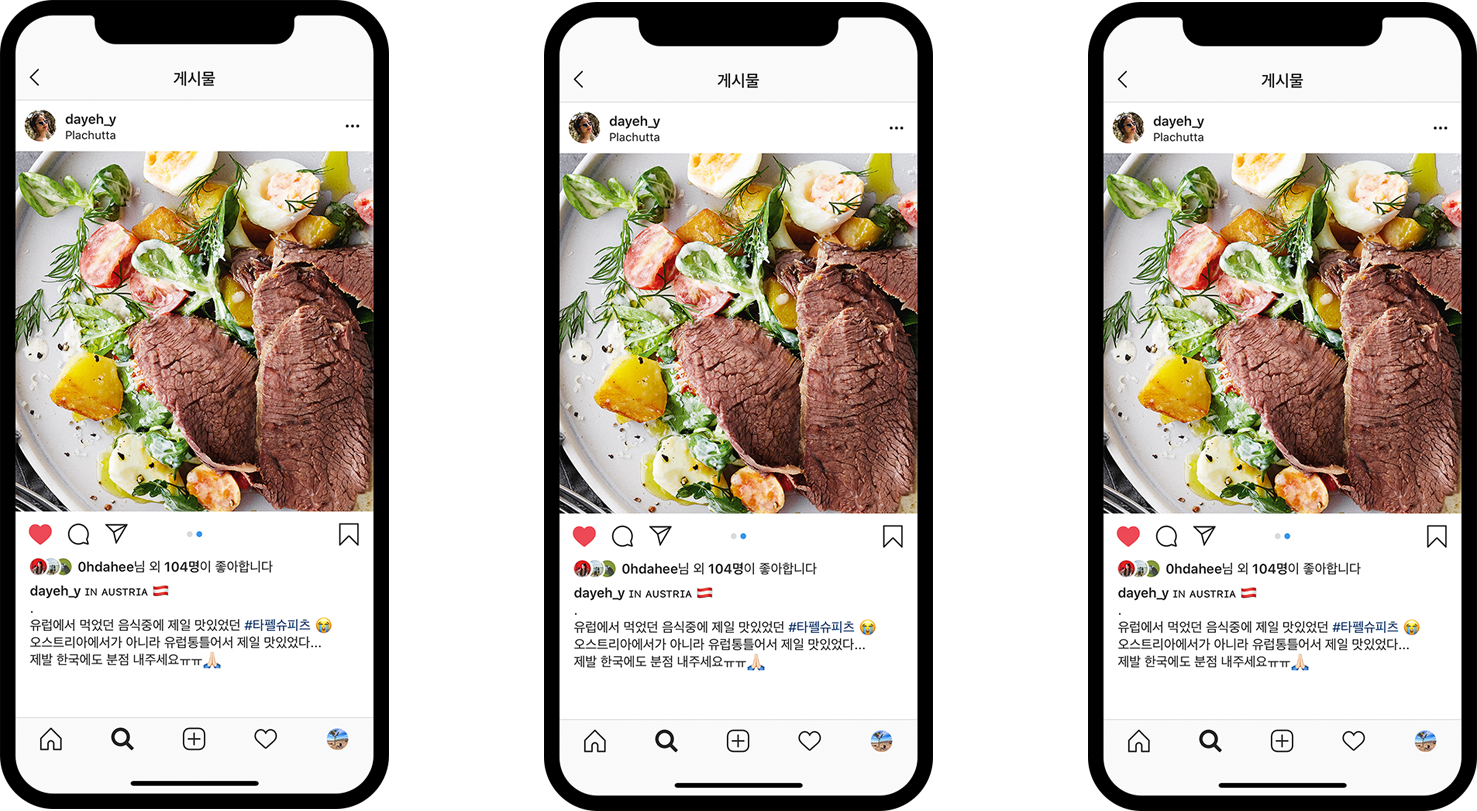 게시물
dayeh_y
Plachutta
0hdahee님 외 104명이 좋아합니다
dayeh_y IN AUSTRIA 🇦🇹
.
유럽에서 먹었던 음식중에 제일 맛있었던 #타펠슈피츠 😭
오스트리아에서가 아니라 유럽통틀어서 제일 맛있었다...
제발 한국에도 분점 내주세요ㅠㅠ🙏🏻
게시물
dayeh_y
Plachutta
0hdahee님 외 104명이 좋아합니다
dayeh_y IN AUSTRIA 🇦🇹
.
유럽에서 먹었던 음식중에 제일 맛있었던 #타펠슈피츠 😭
오스트리아에서가 아니라 유럽통틀어서 제일 맛있었다...
제발 한국에도 분점 내주세요ㅠㅠ🙏🏻
게시물
dayeh_y
Plachutta
0hdahee님 외 104명이 좋아합니다
dayeh_y IN AUSTRIA 🇦🇹
.
유럽에서 먹었던 음식중에 제일 맛있었던 #타펠슈피츠 😭
오스트리아에서가 아니라 유럽통틀어서 제일 맛있었다...
제발 한국에도 분점 내주세요ㅠㅠ🙏🏻